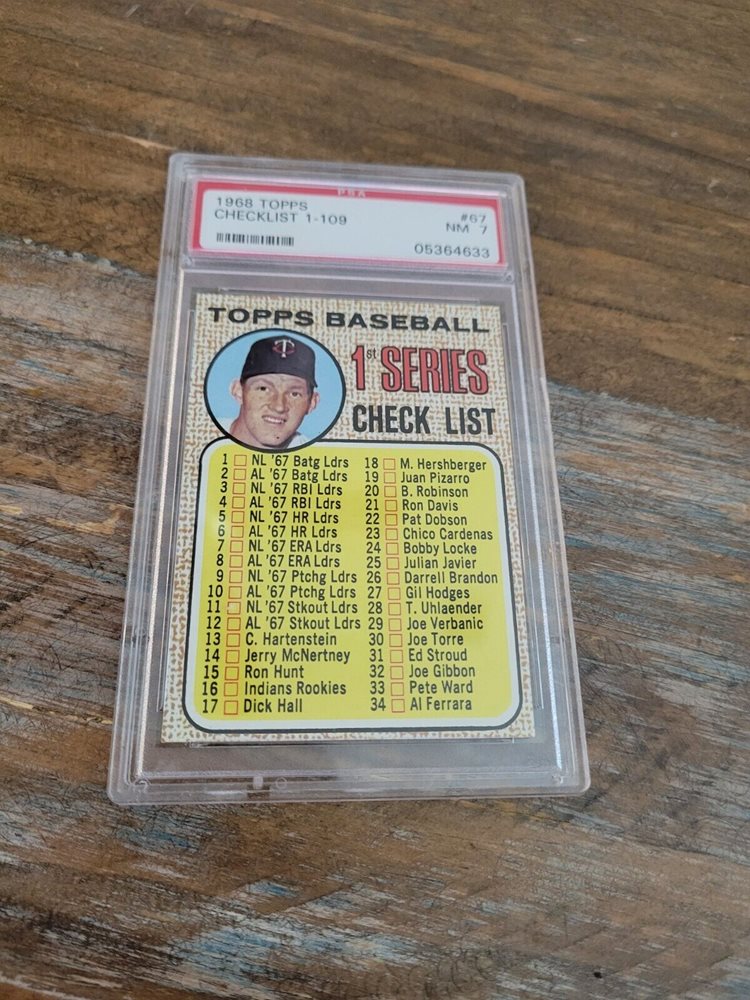 PSA
1968 TOPPS #67
CHECKLIST 1-109 NM 7
05364633
TOPPS BASEBALL
TC
1st SERIES
CHECK LIST
1 NL '67 Batg Ldrs
2 AL '67 Batg Ldrs
3 NL '67 RBI Ldrs
4 AL '67 RBI Ldrs
5 NL '67 HR Ldrs
6 AL '67 HR Ldrs
7 NL '67 ERA Ldrs
8 AL '67 ERA Ldrs
9 NL '67 Ptchg Ldrs
10 AL '67 Ptchg Ldrs
11 NL '67 Stkout Ldrs
12 AL '67 Stkout Ldrs
13 C. Hartenstein
14 Jerry McNertney
15 Ron Hunt
16 Indians Rookies
17 Dick Hall
18 M. Hershberger
19 Juan Pizarro
20 B. Robinson
21 Ron Davis
22 Pat Dobson
23 Chico Cardenas
24 Bobby Locke
25 Julian Javier
26 Darrell Brandon
27 Gil Hodges
28 T. Uhlaender
29 Joe Verbanic
30 Joe Torre
31 Ed Stroud
32 Joe Gibbon
33 Pete Ward
34 Al Ferrara